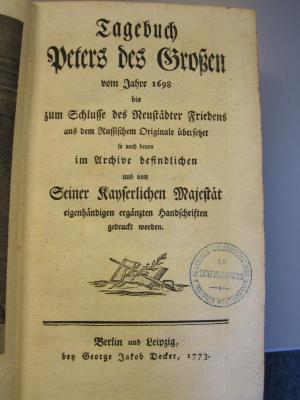 Tagebuch
Peters des Großen
vom Jahre 1698
bis
zum Schlusse des Neustädter Friedens
aus dem Russischem Originale übersetzet
so nach denen
im Archive befindlichen
und von
Seiner Kayserlichen Majestät
eigenhändigen ergänzten Handschriften
gedruckt worden.
Berlin und Leipzig,
bey George Jakob Decker, 1773.